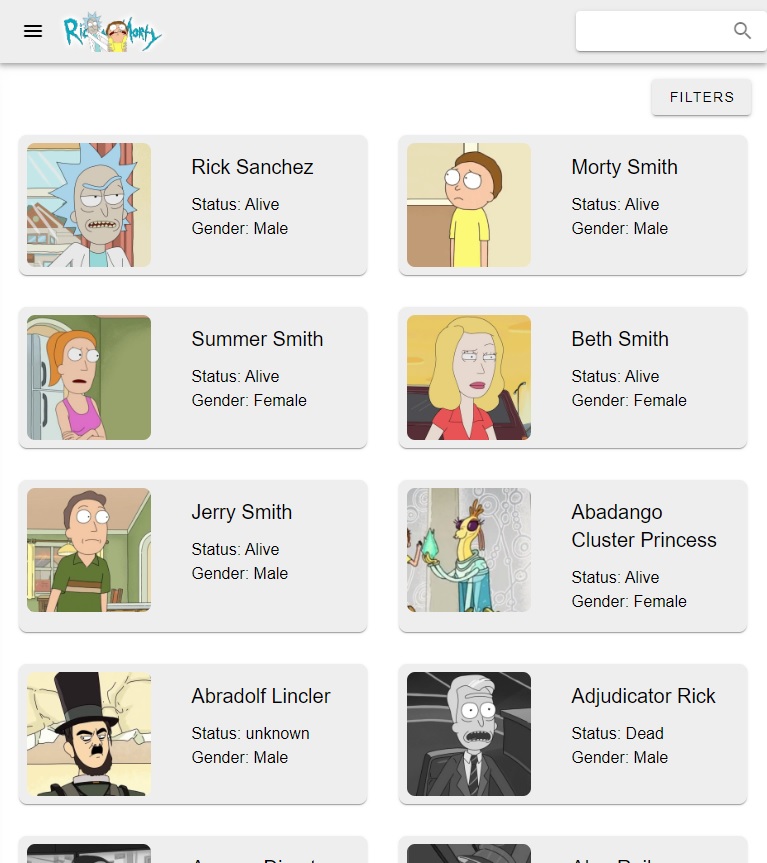 Rick and Morty
FILTERS
Rick Sanchez
Status: Alive
Gender: Male
Morty Smith
Status: Alive
Gender: Male
Summer Smith
Status: Alive
Gender: Female
Beth Smith
Status: Alive
Gender: Female
Jerry Smith
Status: Alive
Gender: Male
Abadango
Cluster Princess
Status: Alive
Gender: Female
Abradolf Lincler
Status: unknown
Gender: Male
Adjudicator Rick
Status: Dead
Gender: Male